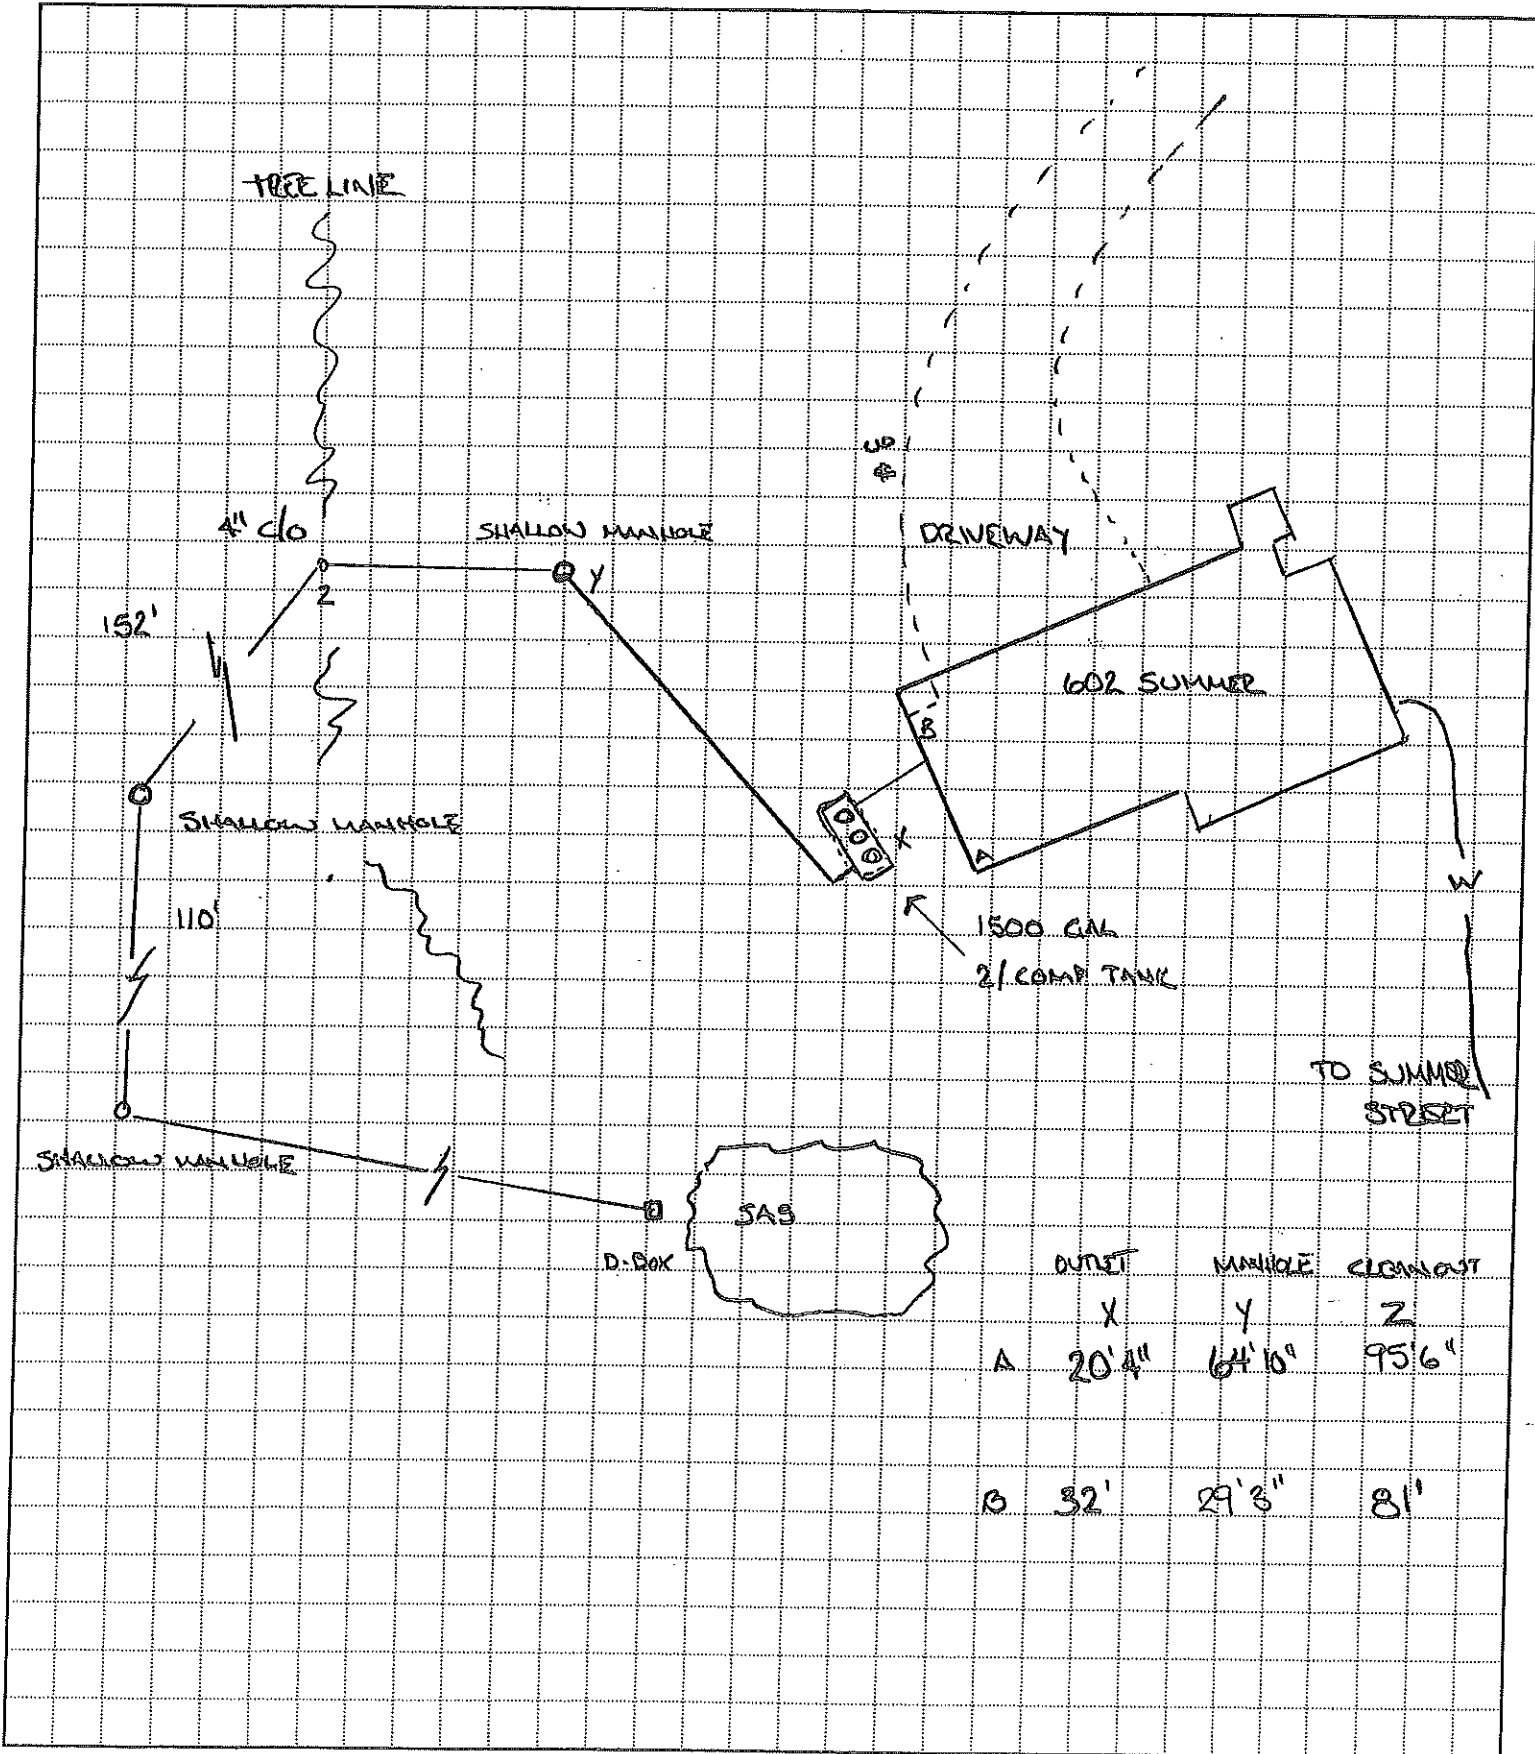 TREE LINE
UP
4" c/o
SHALLOW MANHOLE
DRIVEWAY
Y
Z
152'
602 SUMMER
B
SHALLOW MANHOLE
X
A
W
110'
1500 GAL
2/COMP TANK
TO SUMMER
STREET
SHALLOW MANHOLE
SAS
D-BOX
OUTLET MANHOLE CLEANOUT
X Y Z
A 20'4" 64'10" 95'6"
B 32' 29'3" 81'